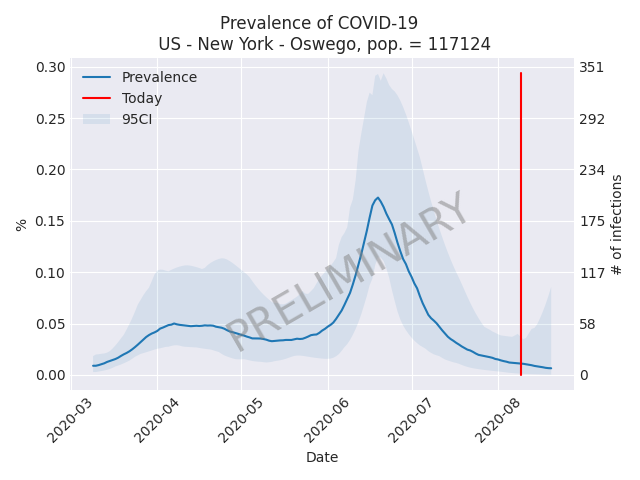 Prevalence of COVID-19
US - New York - Oswego, pop. = 117124
0.30
0.25
0.20
0.15
0.10
0.05
0.00
%
Prevalence
Today
95CI
PRELIMINARY
351
292
234
175
117
58
0
# of infections
2020-03
2020-04
2020-05
2020-06
2020-07
2020-08
Date